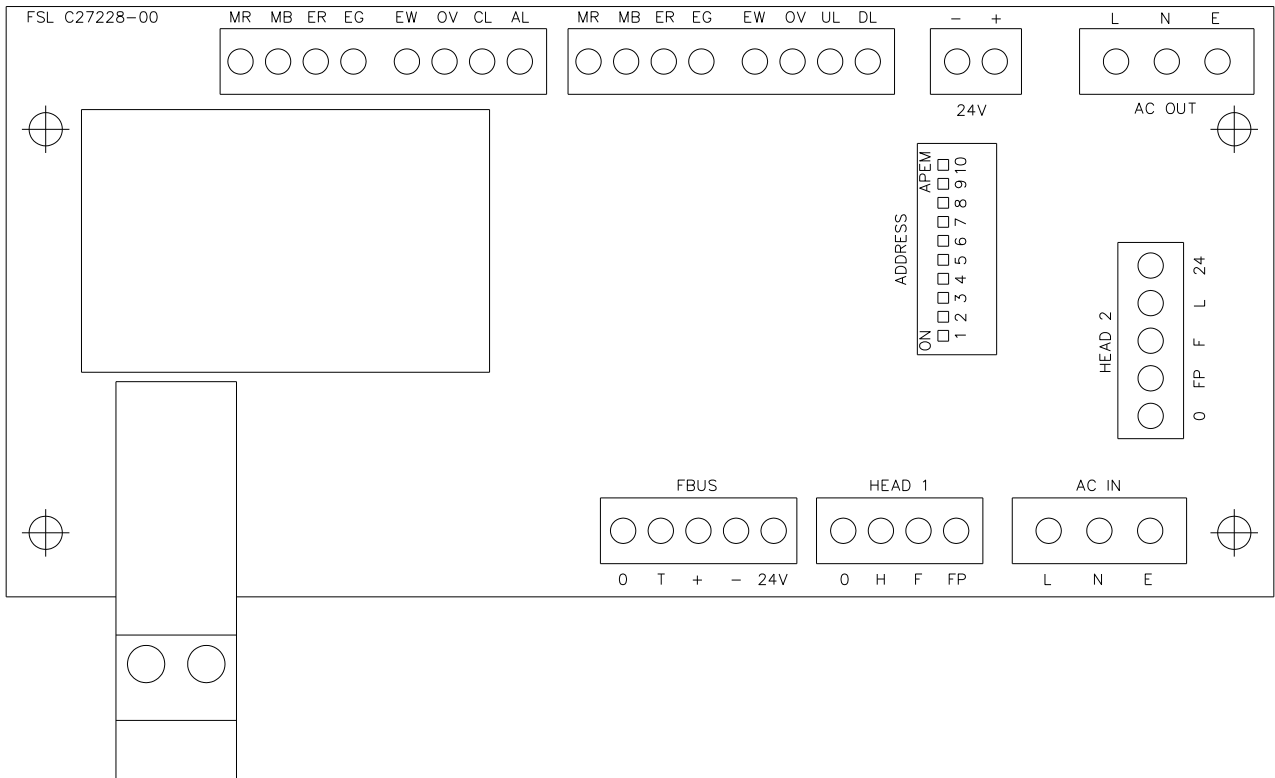 FSL C27228-00
MR MB ER EG EW OV CL AL
MR MB ER EG EW OV UL DL
- +
24V
L N E
AC OUT
ADDRESS
APEM
ON
1 2 3 4 5 6 7 8 9 10
HEAD 2
0 FP F L 24
FBUS
0 T + - 24V
HEAD 1
0 H F FP
AC IN
L N E